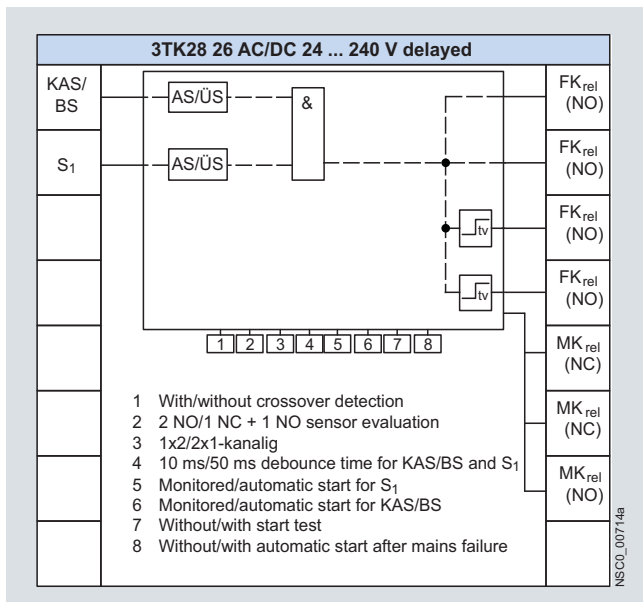 3TK28 26 AC/DC 24 ... 240 V delayed
KAS/
BS
AS/ÜS
&
FKrel
(NO)
S1
AS/ÜS
FKrel
(NO)
tv
FKrel
(NO)
tv
FKrel
(NO)
1 2 3 4 5 6 7 8
MKrel
(NC)
MKrel
(NC)
MKrel
(NO)
1 With/without crossover detection
2 2 NO/1 NC + 1 NO sensor evaluation
3 1x2/2x1-kanalig
4 10 ms/50 ms debounce time for KAS/BS and S1
5 Monitored/automatic start for S1
6 Monitored/automatic start for KAS/BS
7 Without/with start test
8 Without/with automatic start after mains failure
NSC0_00714a